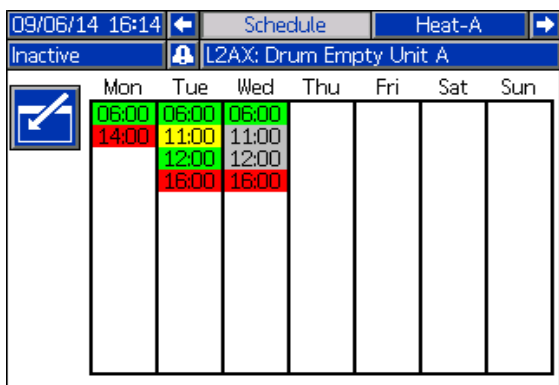 09/06/14 16:14 Schedule Heat-A
Inactive L2AX: Drum Empty Unit A
Mon Tue Wed Thu Fri Sat Sun
06:00 06:00 06:00
14:00 11:00 11:00
12:00 12:00
16:00 16:00